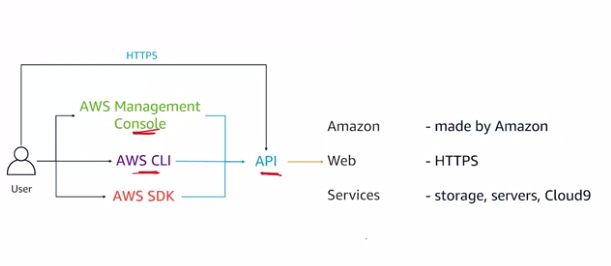 HTTPS
AWS Management
Console
AWS CLI
AWS SDK
User
API
Amazon - made by Amazon
Web - HTTPS
Services - storage, servers, Cloud9